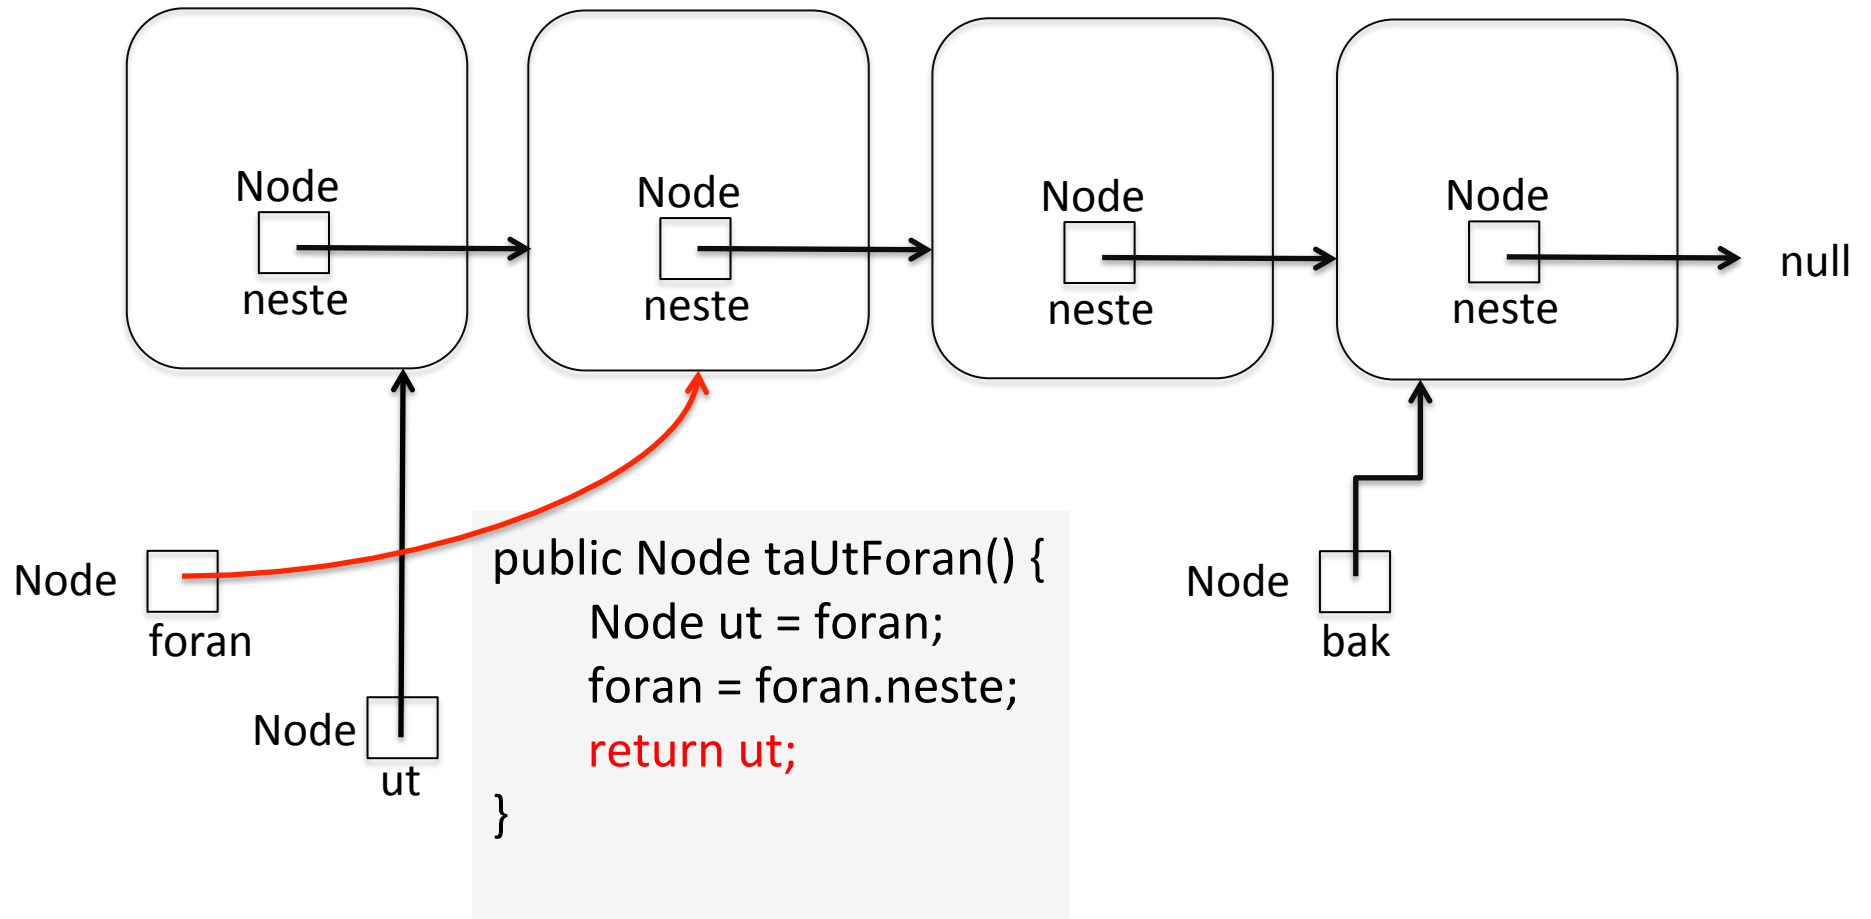 Node
neste
Node
neste
Node
neste
Node
neste
null
Node
foran
Node
ut
public Node taUtForan() {
Node ut = foran;
foran = foran.neste;
return ut;
}
Node
bak